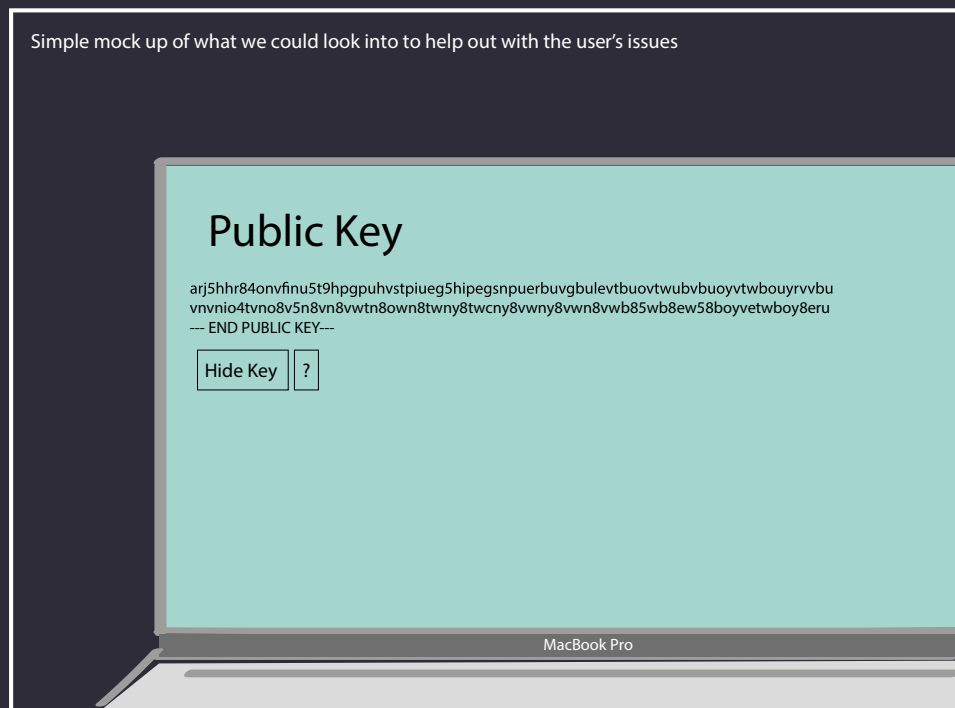 Simple mock up of what we could look into to help out with the user's issues
Public Key
arj5hhr84onvfinu5t9hpgpuhvstpiueg5hipegsnpuerbuvgbulevtbuovtwubvbuoyvtwbouyrvvbu
vnvnio4tvno8v5n8vn8vwtn8own8twny8twcny8vwny8vwn8vwb85wb8ew58boyvetwboy8eru
--- END PUBLIC KEY---
Hide Key ?
MacBook Pro